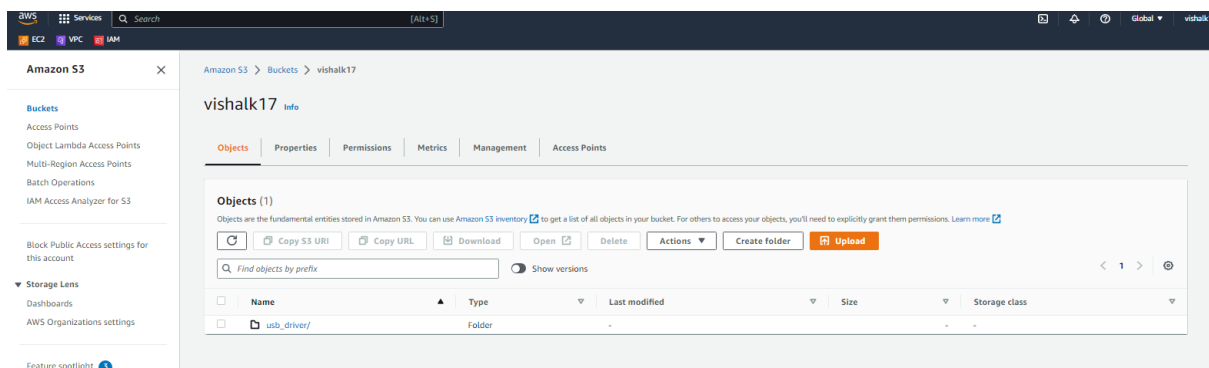 aws Services Search [Alt+S] Global ▼ vishalk
EC2 VPC IAM
Amazon S3
Amazon S3 > Buckets > vishalk17
vishalk17 Info
Buckets
Access Points
Object Lambda Access Points
Multi-Region Access Points
Batch Operations
IAM Access Analyzer for S3
Block Public Access settings for
this account
▼ Storage Lens
Dashboards
AWS Organizations settings
Feature spotlight 3
Objects Properties Permissions Metrics Management Access Points
Objects (1)
Objects are the fundamental entities stored in Amazon S3. You can use Amazon S3 inventory to get a list of all objects in your bucket. For others to access your objects, you'll need to explicitly grant them permissions. Learn more
Copy S3 URI Copy URL Download Open Delete Actions ▼ Create folder Upload
Find objects by prefix Show versions < 1 >
Name Type Last modified Size Storage class
usb_driver/ Folder - - -